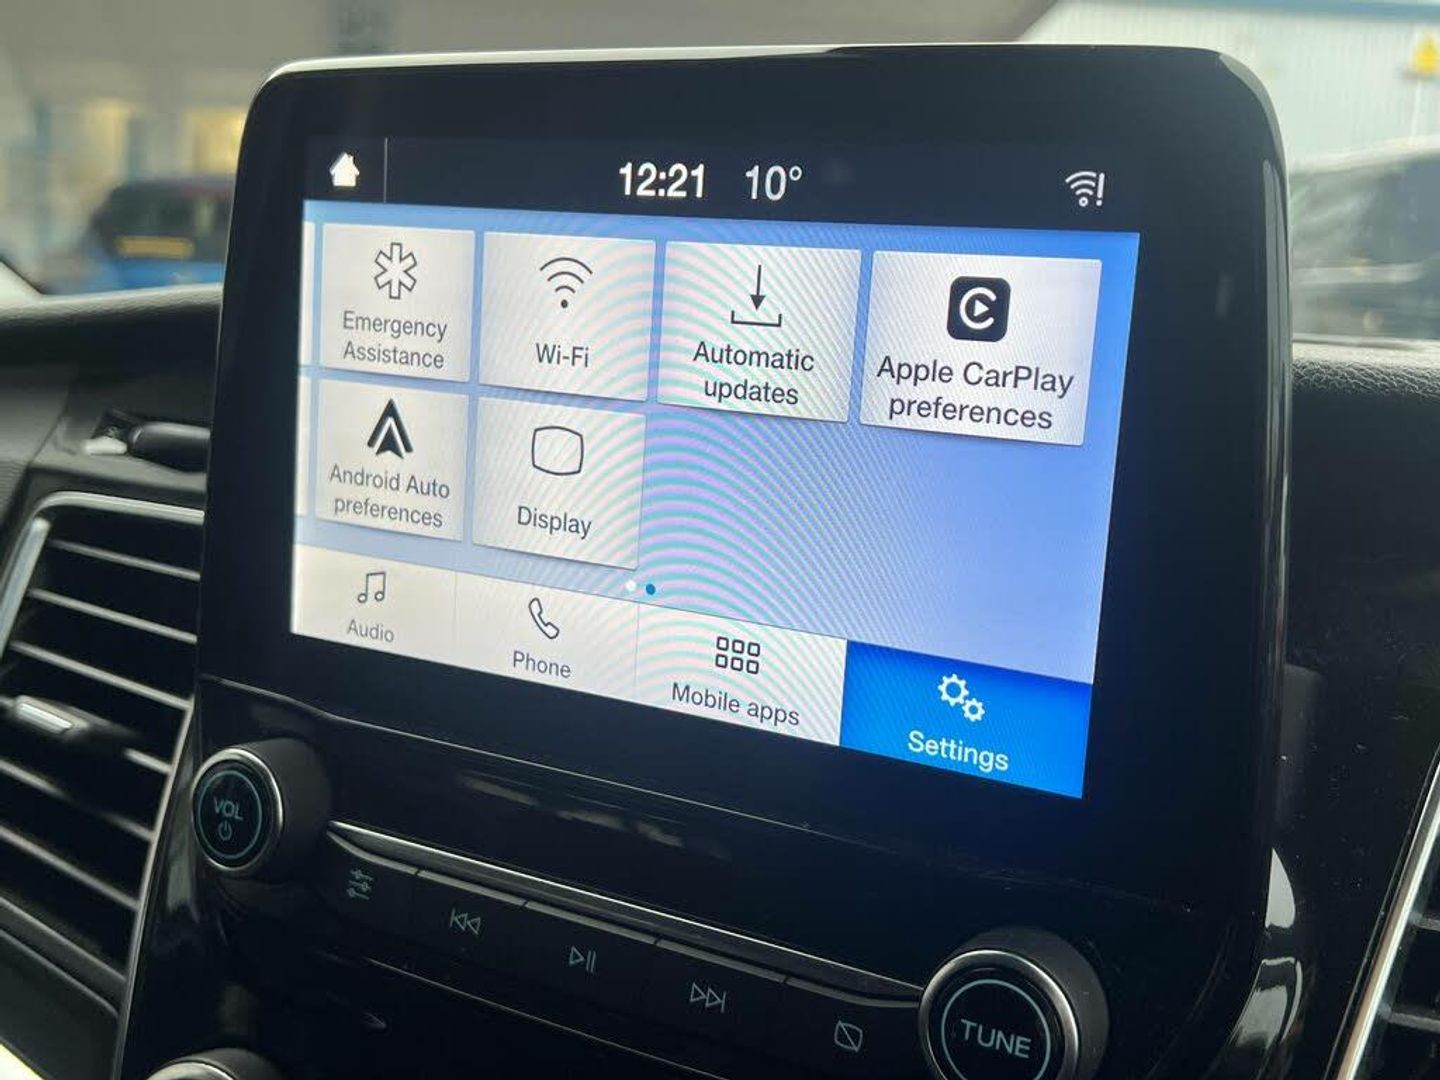 12:21 10°
Emergency
Assistance
Wi-Fi
Automatic
updates
Apple CarPlay
preferences
Android Auto
preferences
Display
Audio
Phone
Mobile apps
Settings
VOL
TUNE